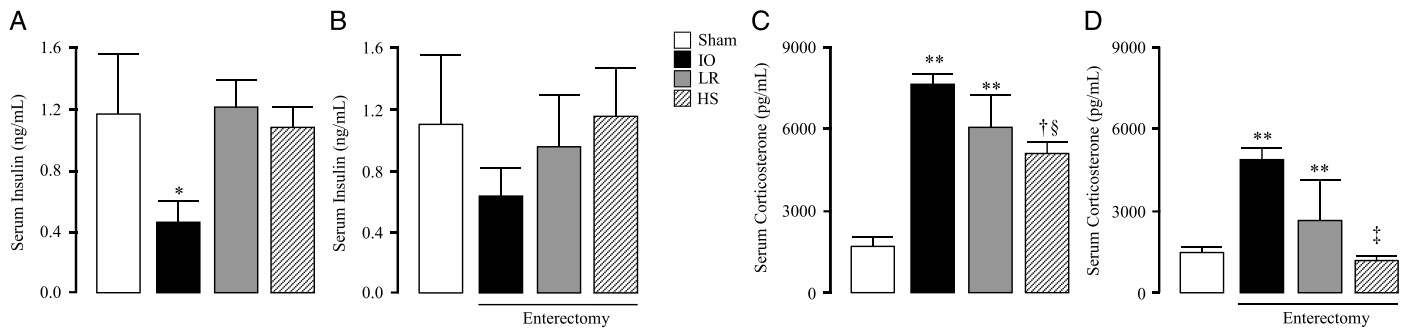 A
Serum Insulin (ng/mL)
1.6
1.2
0.8
0.4
0.0
*
B
Serum Insulin (ng/mL)
1.6
1.2
0.8
0.4
0.0
Enterectomy
Sham
IO
LR
HS
C
Serum Corticosterone (pg/mL)
9000
6000
3000
0
**
**
†§
D
Serum Corticosterone (pg/mL)
9000
6000
3000
0
**
**
‡
Enterectomy